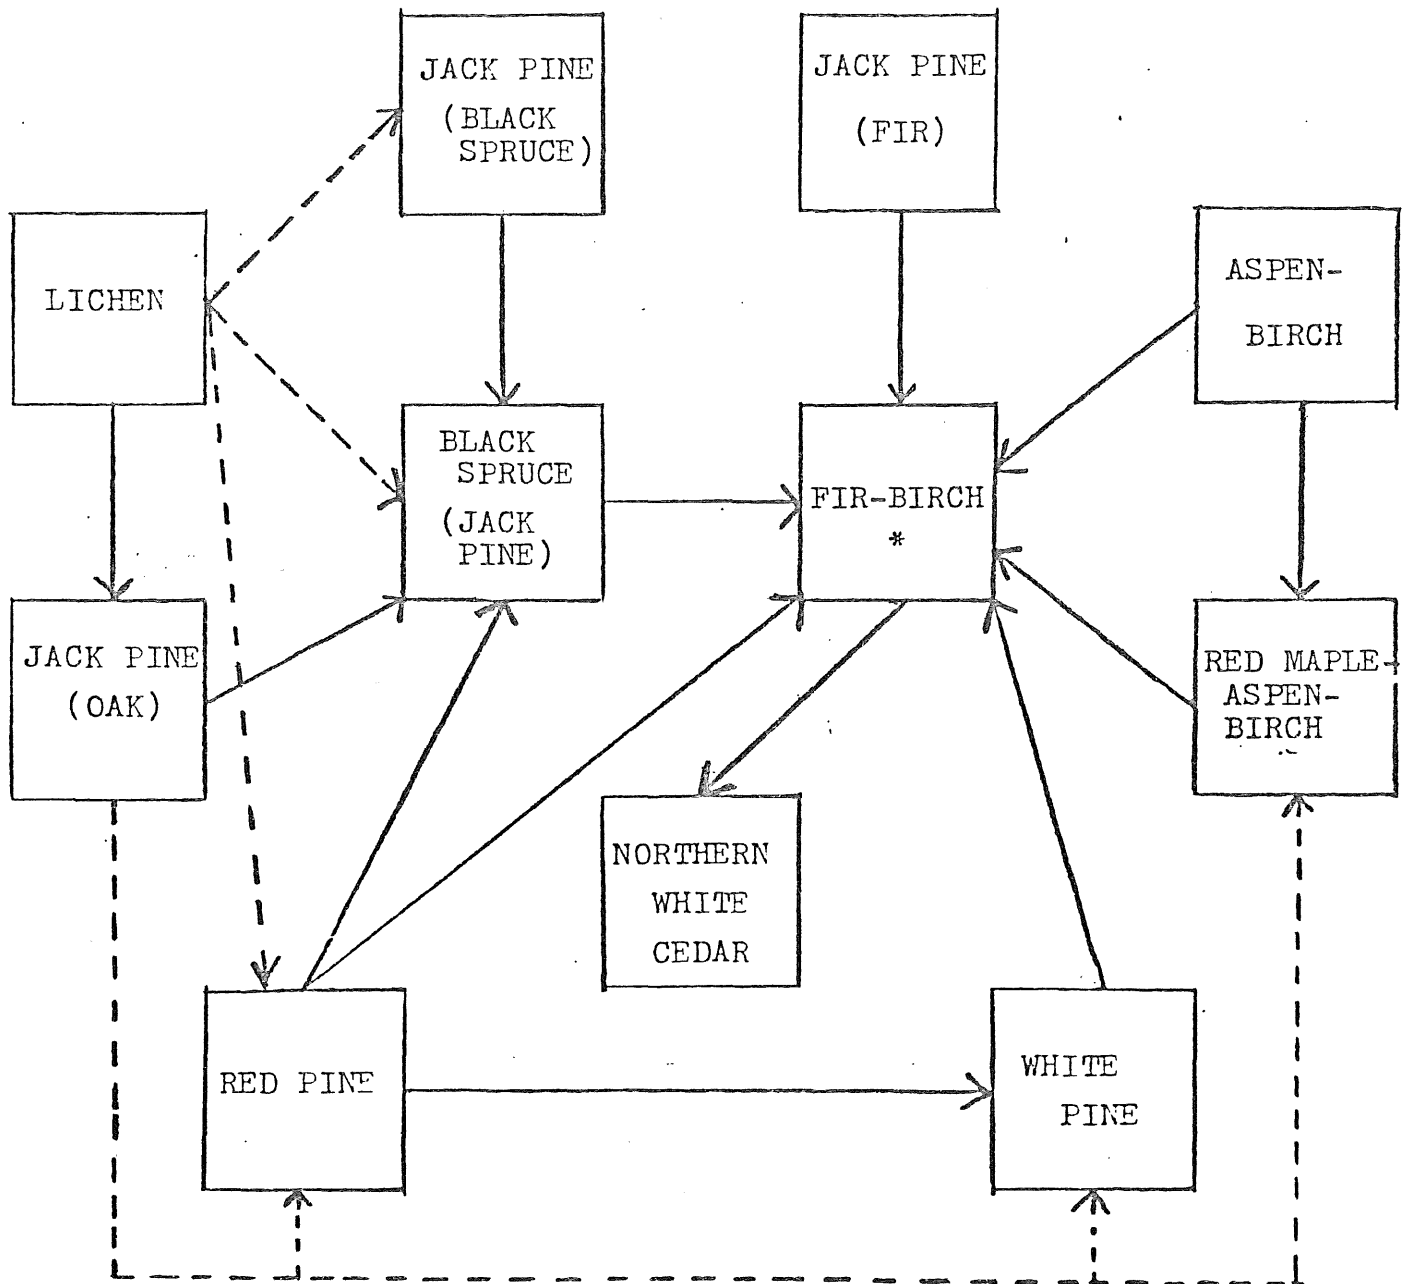 JACK PINE
(BLACK
SPRUCE)
JACK PINE
(FIR)
LICHEN
ASPEN-
BIRCH
BLACK
SPRUCE
(JACK
PINE)
FIR-BIRCH
*
JACK PINE
(OAK)
RED MAPLE-
ASPEN-
BIRCH
NORTHERN
WHITE
CEDAR
RED PINE
WHITE
PINE